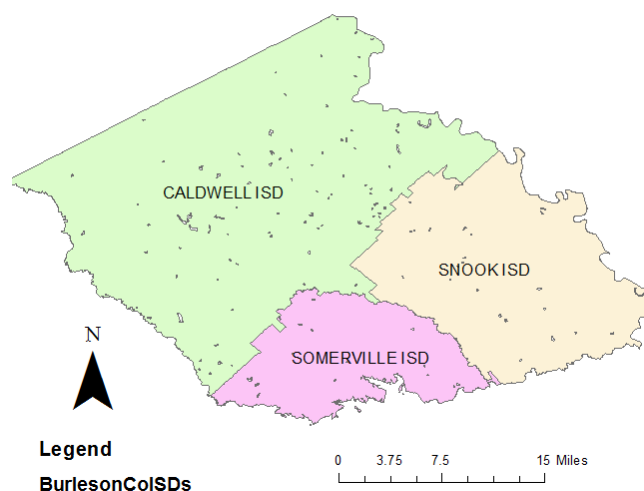 CALDWELL ISD
SNOOK ISD
SOMERVILLE ISD
N
Legend
BurlesonCoISDs
0 3.75 7.5 15 Miles